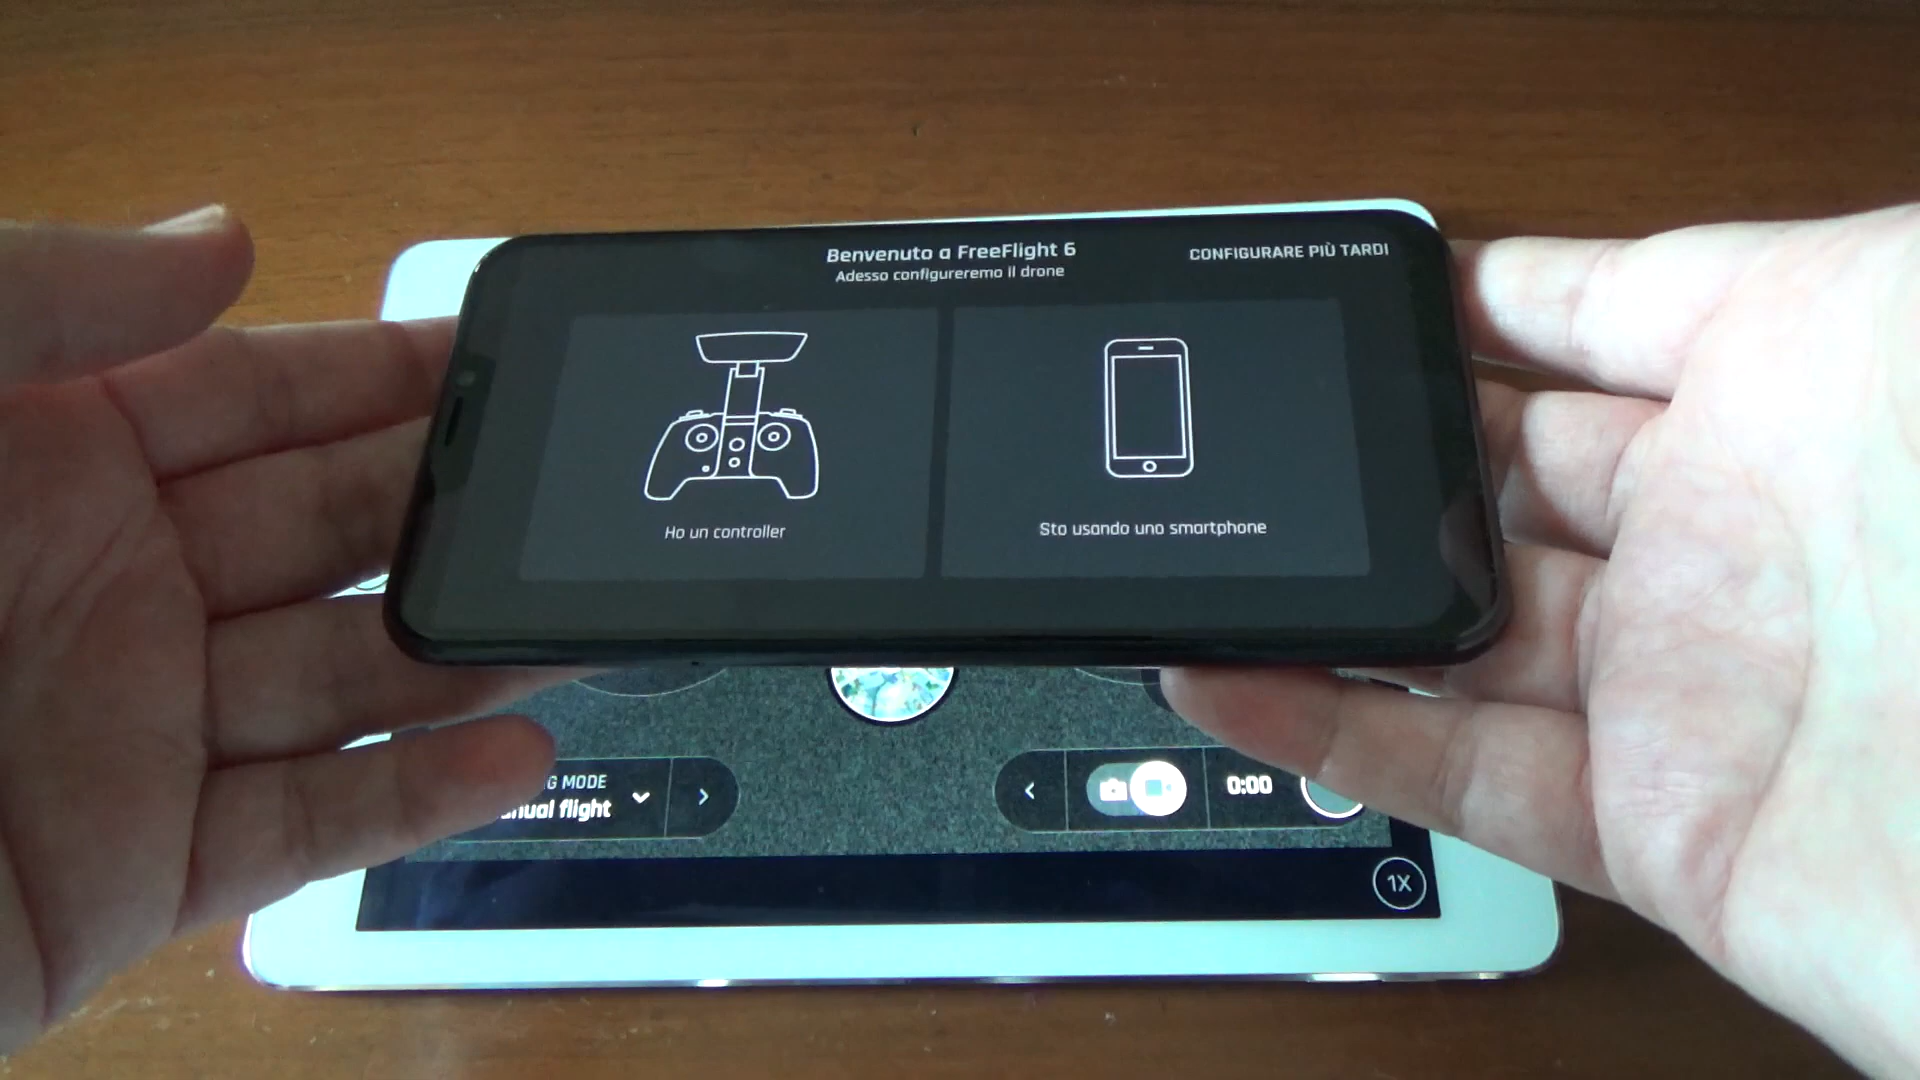 Benvenuto a FreeFlight 6
Adesso configureremo il drone
CONFIGURARE PIÙ TARDI
Ho un controller
Sto usando uno smartphone
MODE
flight
0:00
1X